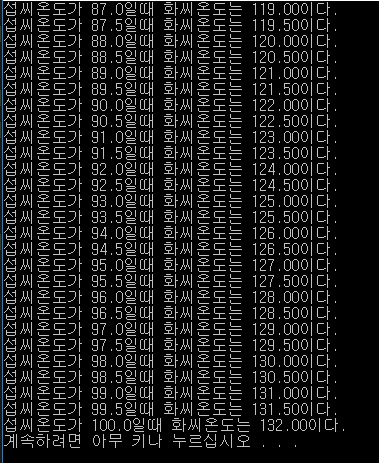 섭씨온도가 87.0일때 화씨온도는 119.000이다.
섭씨온도가 87.5일때 화씨온도는 119.500이다.
섭씨온도가 88.0일때 화씨온도는 120.000이다.
섭씨온도가 88.5일때 화씨온도는 120.500이다.
섭씨온도가 89.0일때 화씨온도는 121.000이다.
섭씨온도가 89.5일때 화씨온도는 121.500이다.
섭씨온도가 90.0일때 화씨온도는 122.000이다.
섭씨온도가 90.5일때 화씨온도는 122.500이다.
섭씨온도가 91.0일때 화씨온도는 123.000이다.
섭씨온도가 91.5일때 화씨온도는 123.500이다.
섭씨온도가 92.0일때 화씨온도는 124.000이다.
섭씨온도가 92.5일때 화씨온도는 124.500이다.
섭씨온도가 93.0일때 화씨온도는 125.000이다.
섭씨온도가 93.5일때 화씨온도는 125.500이다.
섭씨온도가 94.0일때 화씨온도는 126.000이다.
섭씨온도가 94.5일때 화씨온도는 126.500이다.
섭씨온도가 95.0일때 화씨온도는 127.000이다.
섭씨온도가 95.5일때 화씨온도는 127.500이다.
섭씨온도가 96.0일때 화씨온도는 128.000이다.
섭씨온도가 96.5일때 화씨온도는 128.500이다.
섭씨온도가 97.0일때 화씨온도는 129.000이다.
섭씨온도가 97.5일때 화씨온도는 129.500이다.
섭씨온도가 98.0일때 화씨온도는 130.000이다.
섭씨온도가 98.5일때 화씨온도는 130.500이다.
섭씨온도가 99.0일때 화씨온도는 131.000이다.
섭씨온도가 99.5일때 화씨온도는 131.500이다.
섭씨온도가 100.0일때 화씨온도는 132.000이다.
계속하려면 아무 키나 누르십시오 . . .